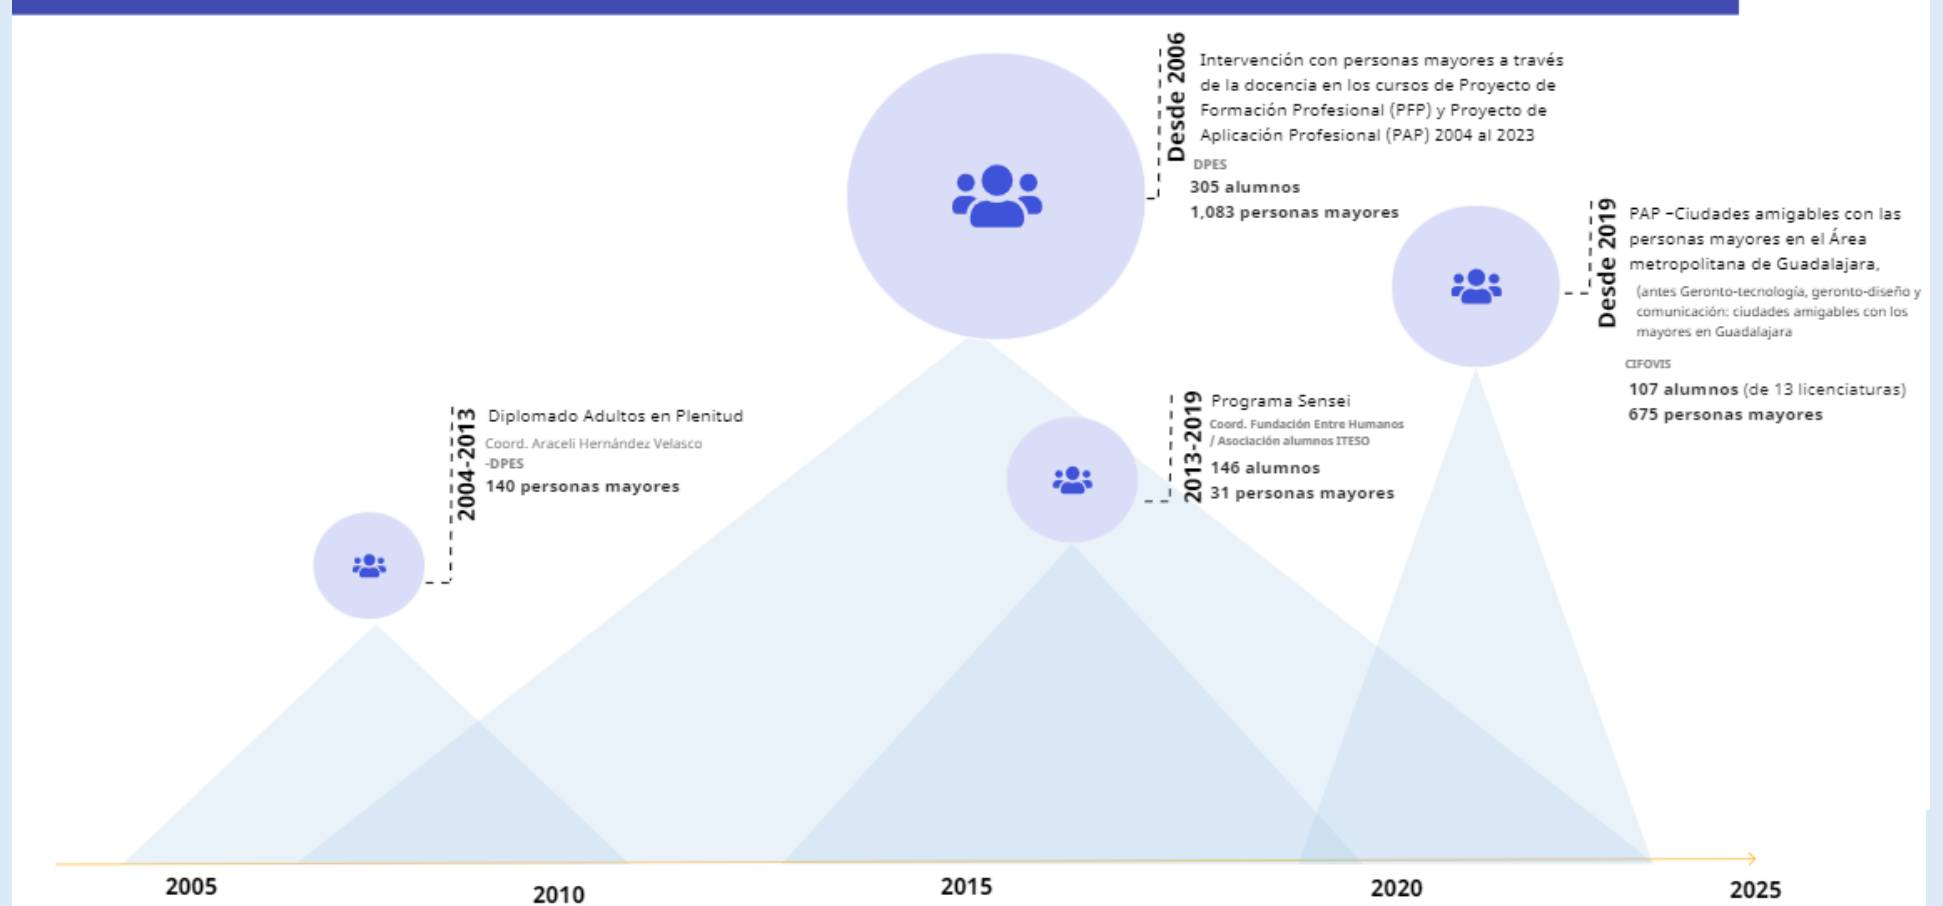 Desde 2006
Intervención con personas mayores a través
de la docencia en los cursos de Proyecto de
Formación Profesional (PFP) y Proyecto de
Aplicación Profesional (PAP) 2004 al 2023
DPES
305 alumnos
1,083 personas mayores
Desde 2019
PAP –Ciudades amigables con las
personas mayores en el Área
metropolitana de Guadalajara,
(antes Geronto-tecnología, geronto-diseño y
comunicación: ciudades amigables con los
mayores en Guadalajara
CIFOVIS
107 alumnos (de 13 licenciaturas)
675 personas mayores
2004-2013
Diplomado Adultos en Plenitud
Coord. Araceli Hernández Velasco
-DPES
140 personas mayores
2013-2019
Programa Sensei
Coord. Fundación Entre Humanos
/ Asociación alumnos ITESO
146 alumnos
31 personas mayores
2005
2010
2015
2020
2025